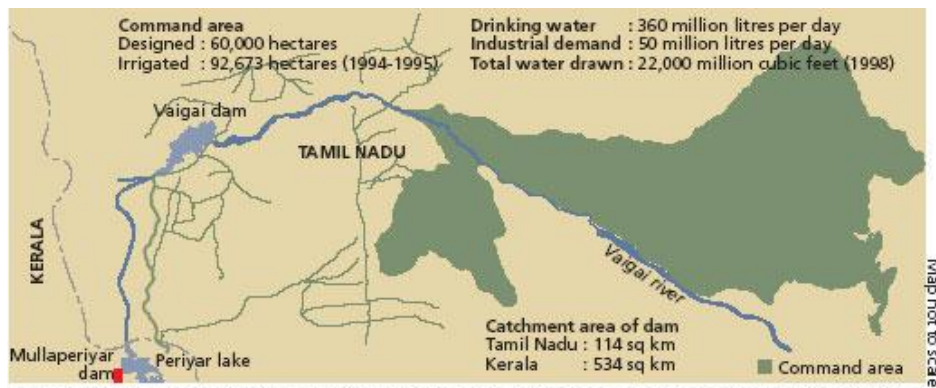 Command area
Designed : 60,000 hectares
Irrigated : 92,673 hectares (1994-1995)
Drinking water : 360 million litres per day
Industrial demand : 50 million litres per day
Total water drawn : 22,000 million cubic feet (1998)
Vaigai dam
TAMIL NADU
KERALA
Vaigai river
Mullaperiyar
dam
Periyar lake
Catchment area of dam
Tamil Nadu : 114 sq km
Kerala : 534 sq km
Command area
Map not to scale